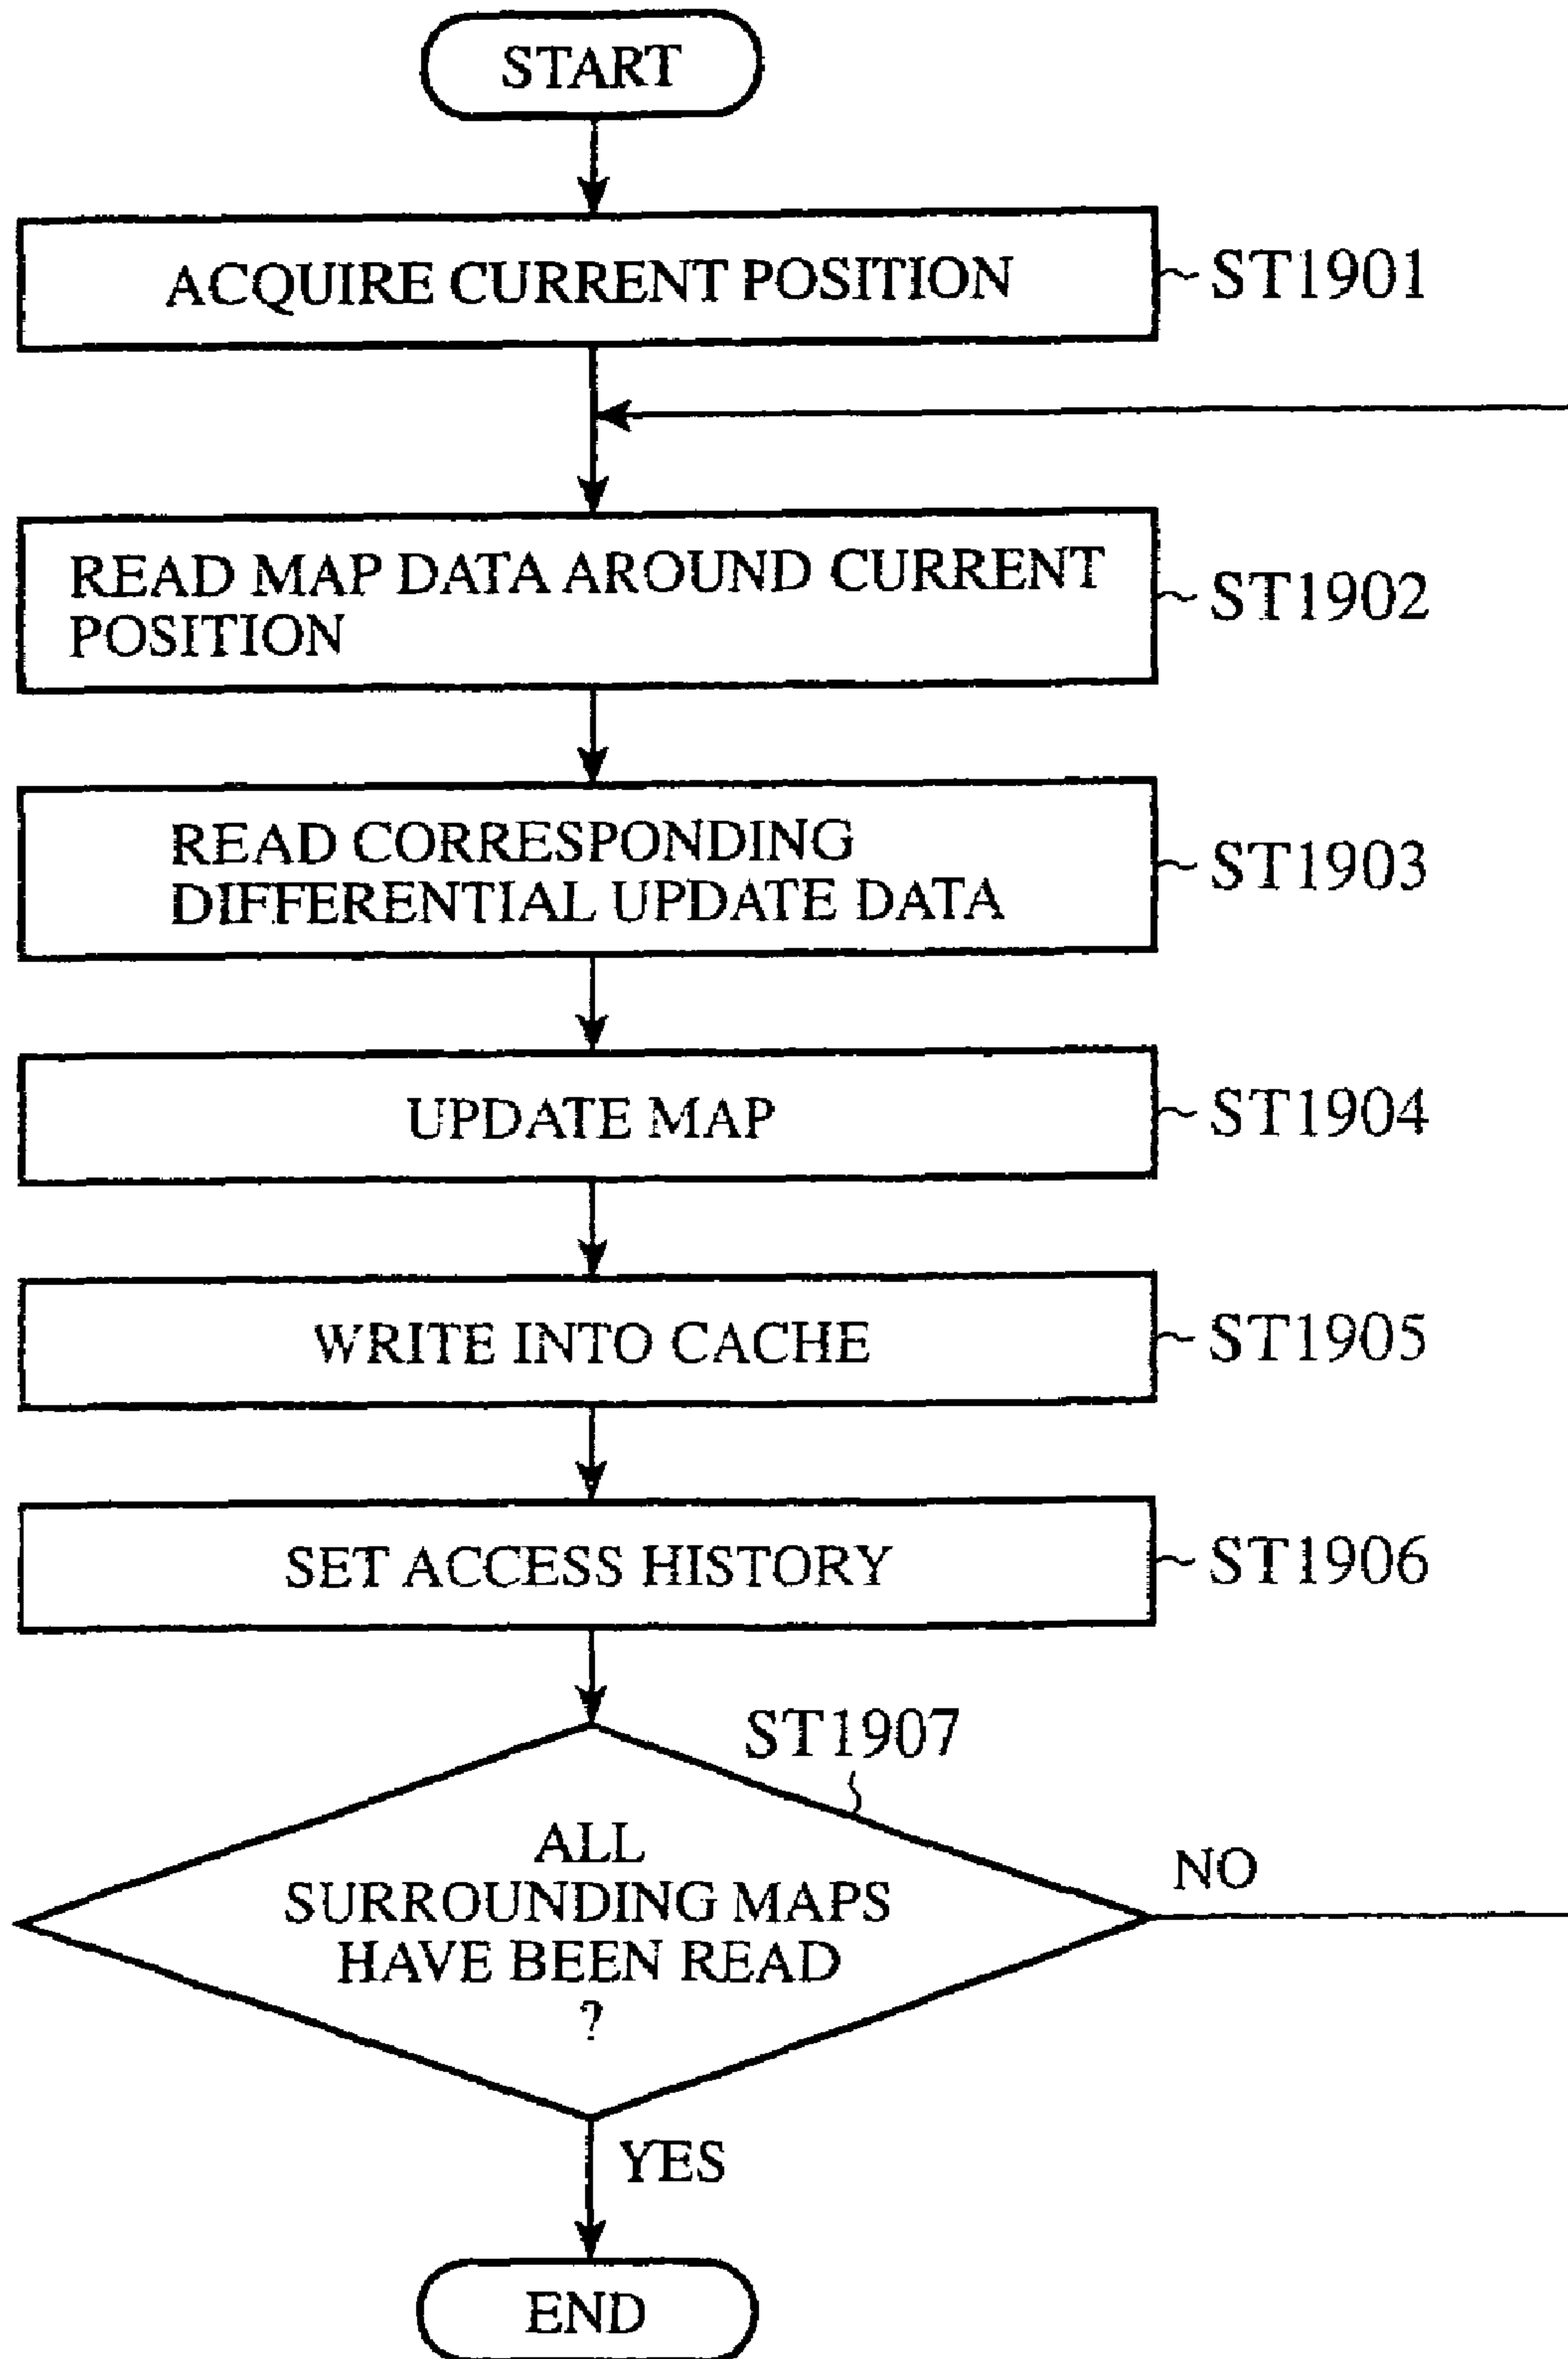 START
ACQUIRE CURRENT POSITION
ST1901
READ MAP DATA AROUND CURRENT
POSITION
ST1902
READ CORRESPONDING
DIFFERENTIAL UPDATE DATA
ST1903
UPDATE MAP
ST1904
WRITE INTO CACHE
ST1905
SET ACCESS HISTORY
ST1906
ST1907
ALL
SURROUNDING MAPS
HAVE BEEN READ
?
NO
YES
END